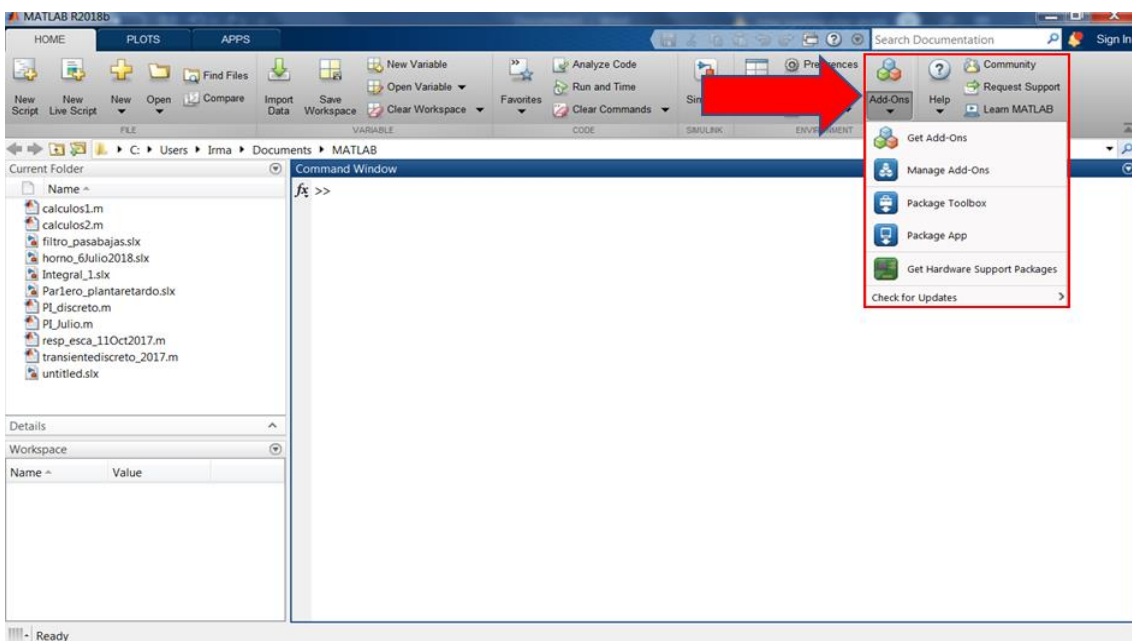 MATLAB R2018b
HOME PLOTS APPS
Search Documentation
Sign In
New Script
New Live Script
New
Open
Find Files
Compare
Import Data
Save Workspace
New Variable
Open Variable
Clear Workspace
Favorites
Analyze Code
Run and Time
Clear Commands
Add-Ons
Help
Community
Request Support
Learn MATLAB
FILE VARIABLE CODE SIMULINK
C: Users Irma Documents MATLAB
Current Folder
Name
calculos1.m
calculos2.m
filtro_pasabajas.slx
horno_6Julio2018.slx
Integral_1.slx
Par1ero_plantaretardo.slx
PI_discreto.m
PI_Julio.m
resp_esca_11Oct2017.m
transientediscreto_2017.m
untitled.slx
Details
Workspace
Name Value
Command Window
fx >>
Get Add-Ons
Manage Add-Ons
Package Toolbox
Package App
Get Hardware Support Packages
Check for Updates
Ready